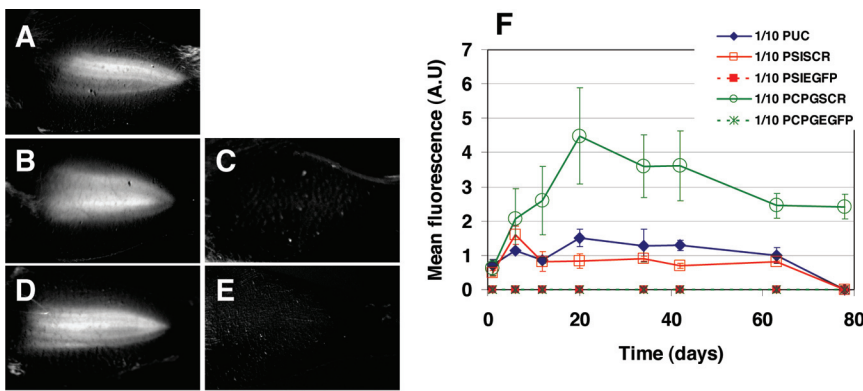 A
B
C
D
E
F
1/10 PUC
1/10 PSISCR
1/10 PSIEGFP
1/10 PCPGSCR
1/10 PCPGEGFP
Mean fluorescence (A.U)
7
6
5
4
3
2
1
0
0 20 40 60 80
Time (days)